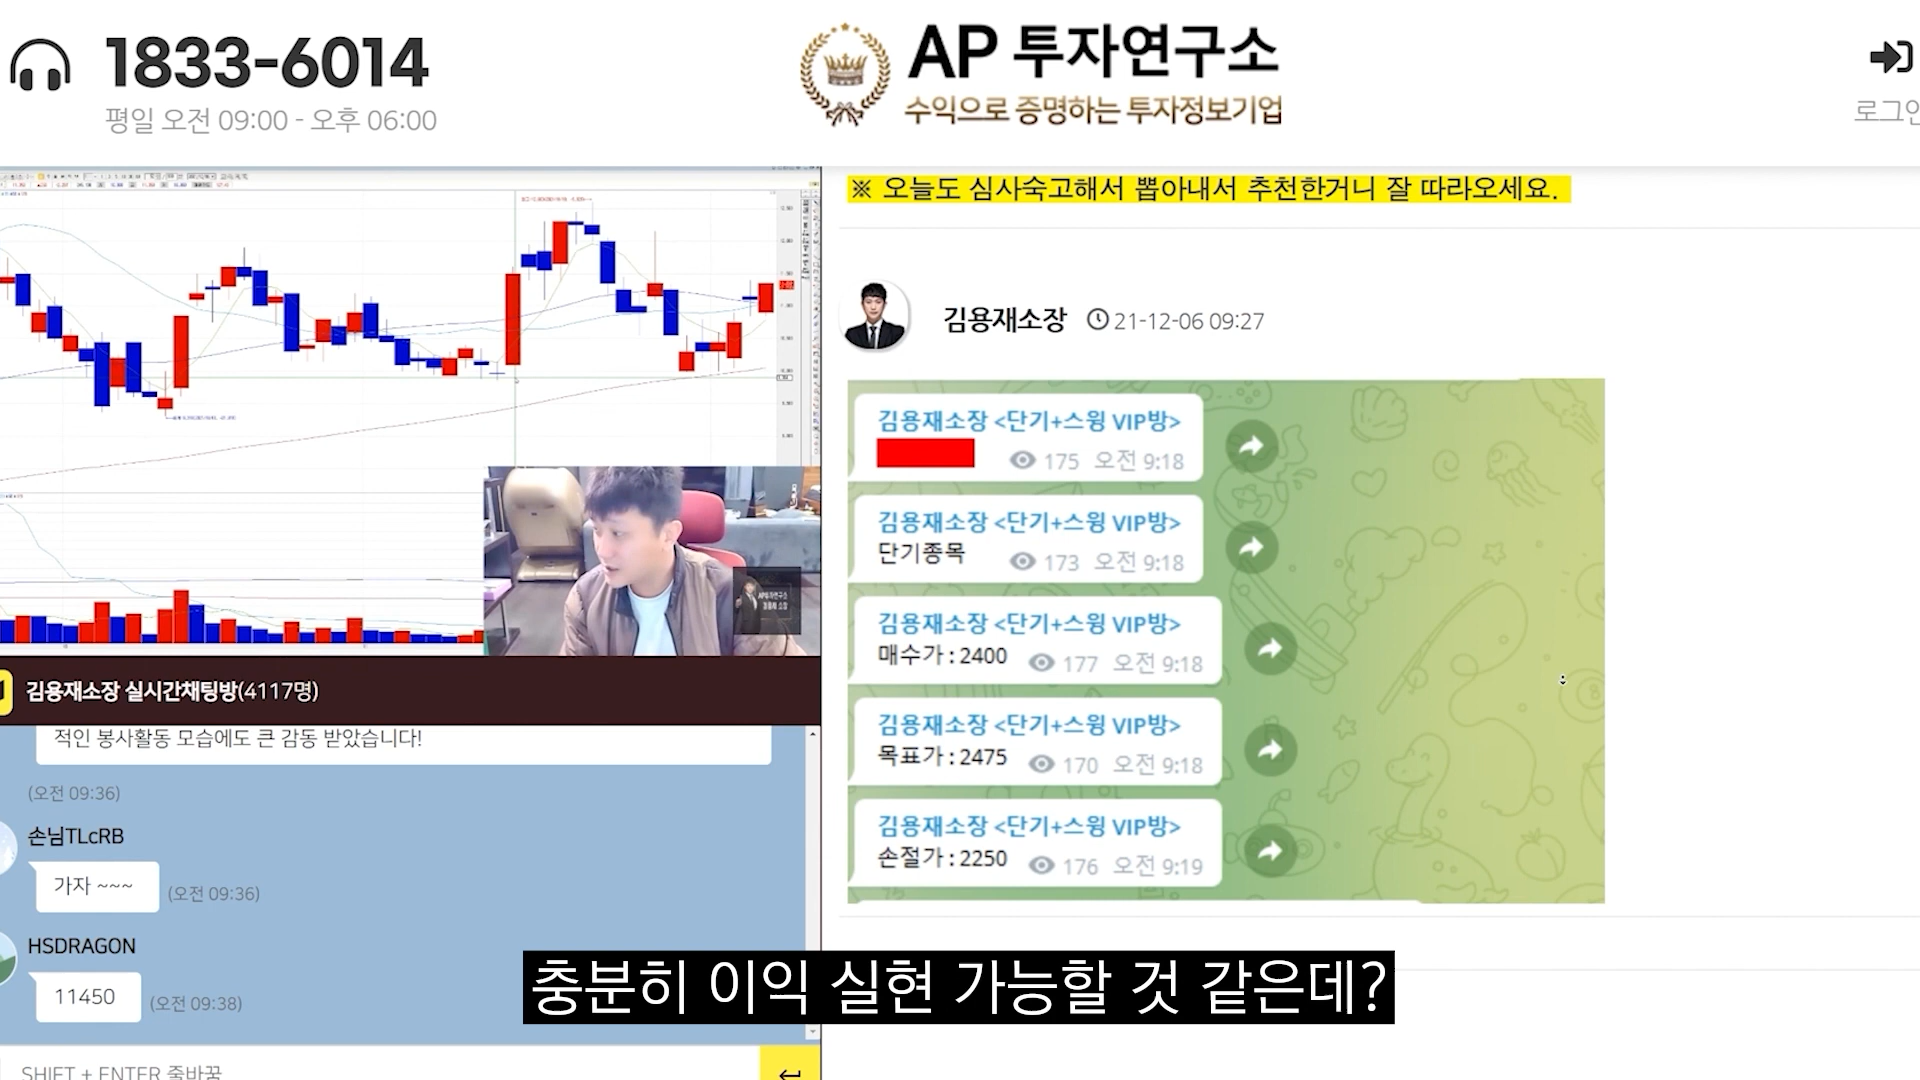 1833-6014
평일 오전 09:00 - 오후 06:00
AP 투자연구소
수익으로 증명하는 투자정보기업
※ 오늘도 심사숙고해서 뽑아내서 추천한거니 잘 따라오세요.
김용재소장 21-12-06 09:27
김용재소장 <단기+스윙 VIP방>
175 오전 9:18
김용재소장 <단기+스윙 VIP방>
단기종목 173 오전 9:18
김용재소장 <단기+스윙 VIP방>
매수가 : 2400 177 오전 9:18
김용재소장 <단기+스윙 VIP방>
목표가 : 2475 170 오전 9:18
김용재소장 <단기+스윙 VIP방>
손절가 : 2250 176 오전 9:19
김용재소장 실시간채팅방(4117명)
적인 봉사활동 모습에도 큰 감동 받았습니다!
(오전 09:36)
손님TLcRB
가자 ~~~ (오전 09:36)
HSDRAGON
11450 (오전 09:38)
SHIFT + ENTER 줄바꿈
충분히 이익 실현 가능할 것 같은데?